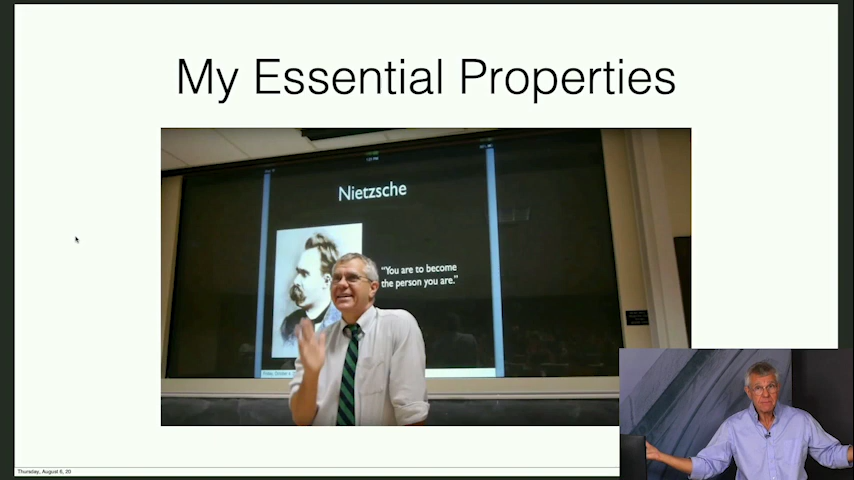 My Essential Properties
Nietzsche
"You are to become
the person you are."
Thursday, August 6, 20